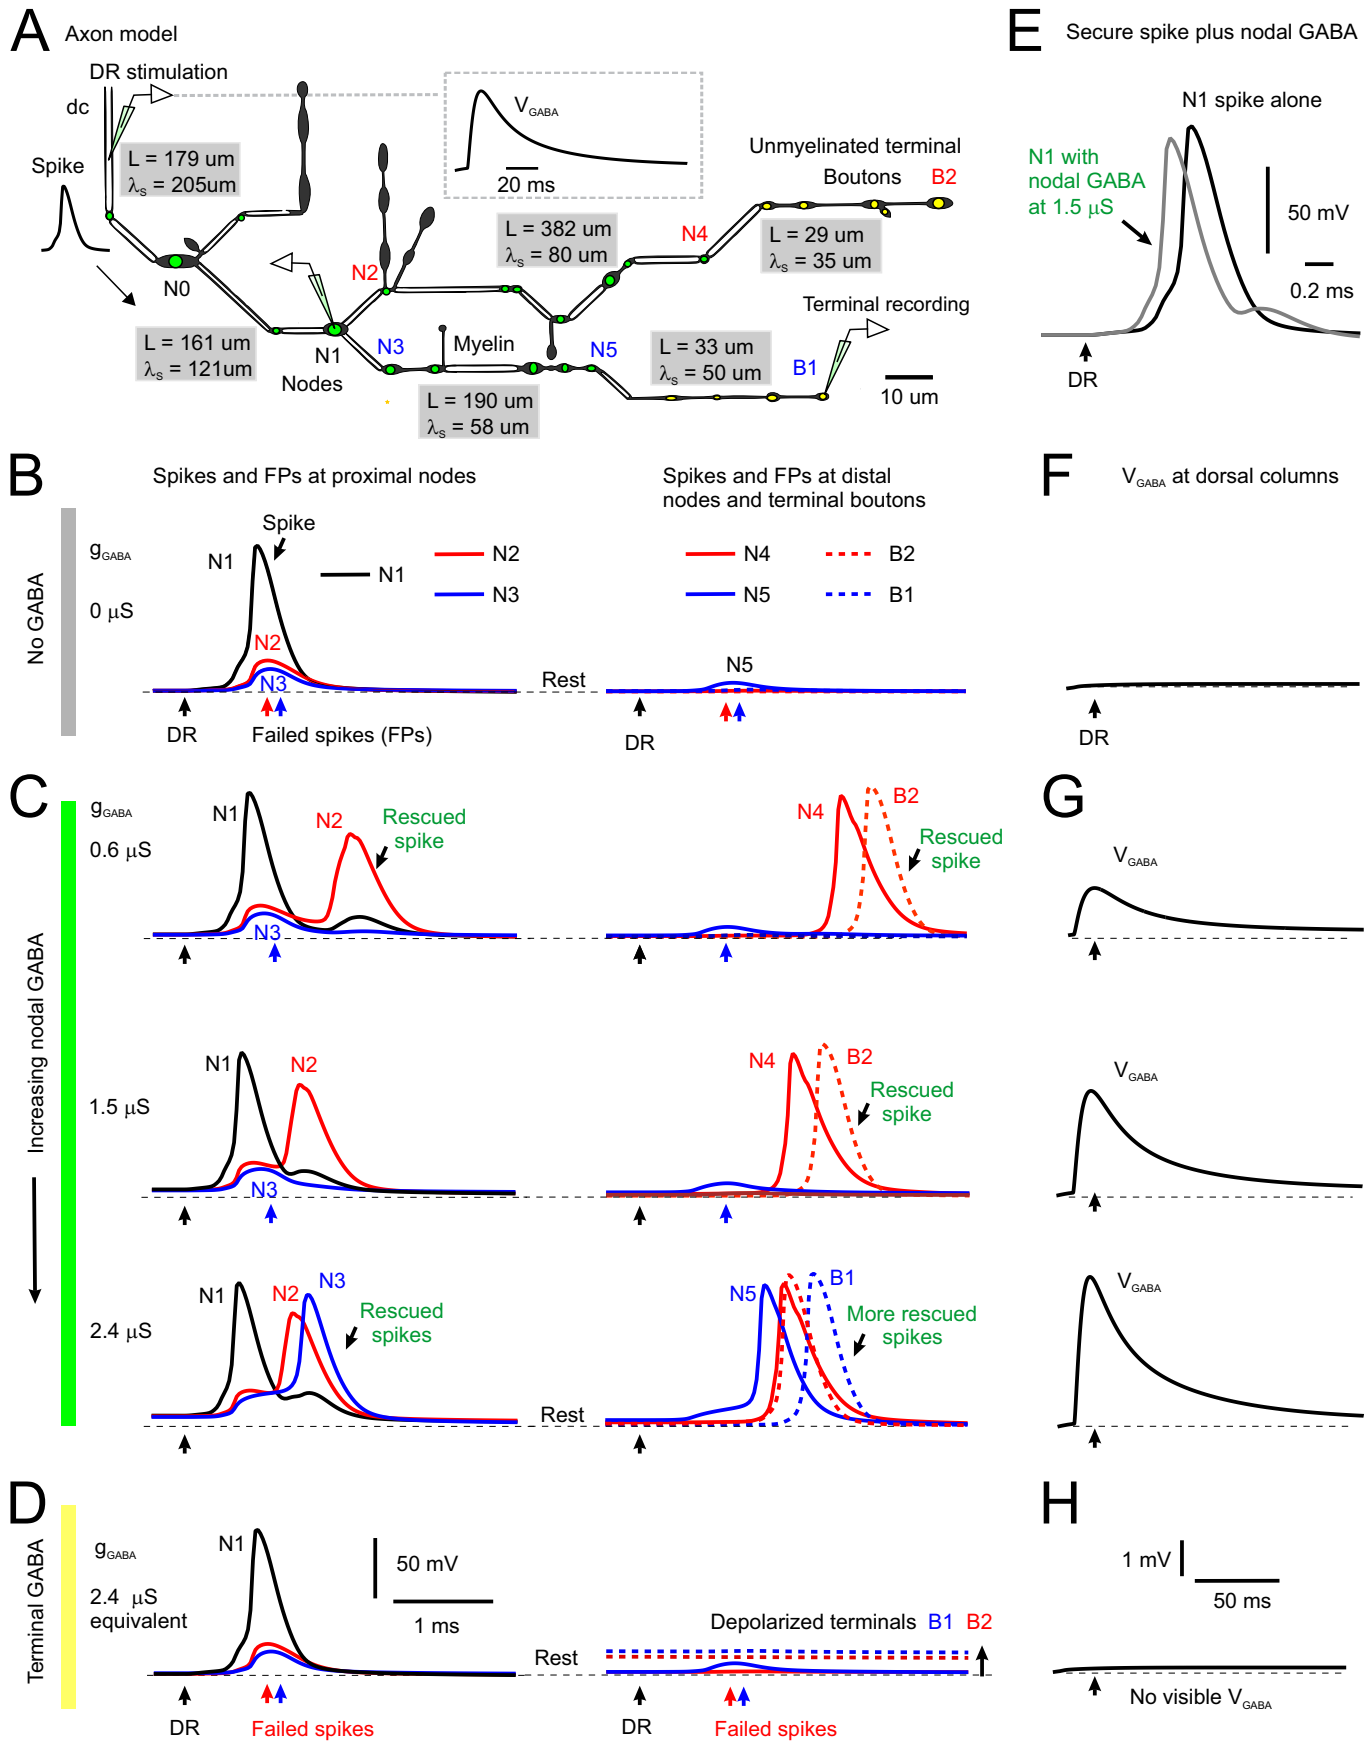 A Axon model
DR stimulation
dc
Spike
L = 179 um
λS = 205um
VGABA
20 ms
Unmyelinated terminal
Boutons B2
N4
L = 382 um
λS = 80 um
L = 29 um
λS = 35 um
N2
N0
Terminal recording
L = 161 um
λS = 121um
N1
Nodes
N3
Myelin
N5
L = 33 um
λS = 50 um
B1
10 um
L = 190 um
λS = 58 um
E Secure spike plus nodal GABA
N1 spike alone
N1 with
nodal GABA
at 1.5 µS
50 mV
0.2 ms
DR
B
Spikes and FPs at proximal nodes
Spikes and FPs at distal
nodes and terminal boutons
No GABA
gGABA
0 µS
Spike
N1
N1
N2
N3
N2
N3
N4
N5
B2
B1
Rest
N5
DR
Failed spikes (FPs)
DR
F VGABA at dorsal columns
DR
C
Increasing nodal GABA
gGABA
0.6 µS
N1
N2
Rescued
spike
N3
N4
B2
Rescued
spike
G
VGABA
1.5 µS
N1
N2
N3
N4
B2
Rescued
spike
VGABA
2.4 µS
N1
N2
N3
Rescued
spikes
Rest
N5
B1
More rescued
spikes
VGABA
D
Terminal GABA
gGABA
2.4 µS
equivalent
N1
50 mV
1 ms
Rest
Depolarized terminals B1 B2
DR
Failed spikes
DR
Failed spikes
H
1 mV
50 ms
No visible VGABA